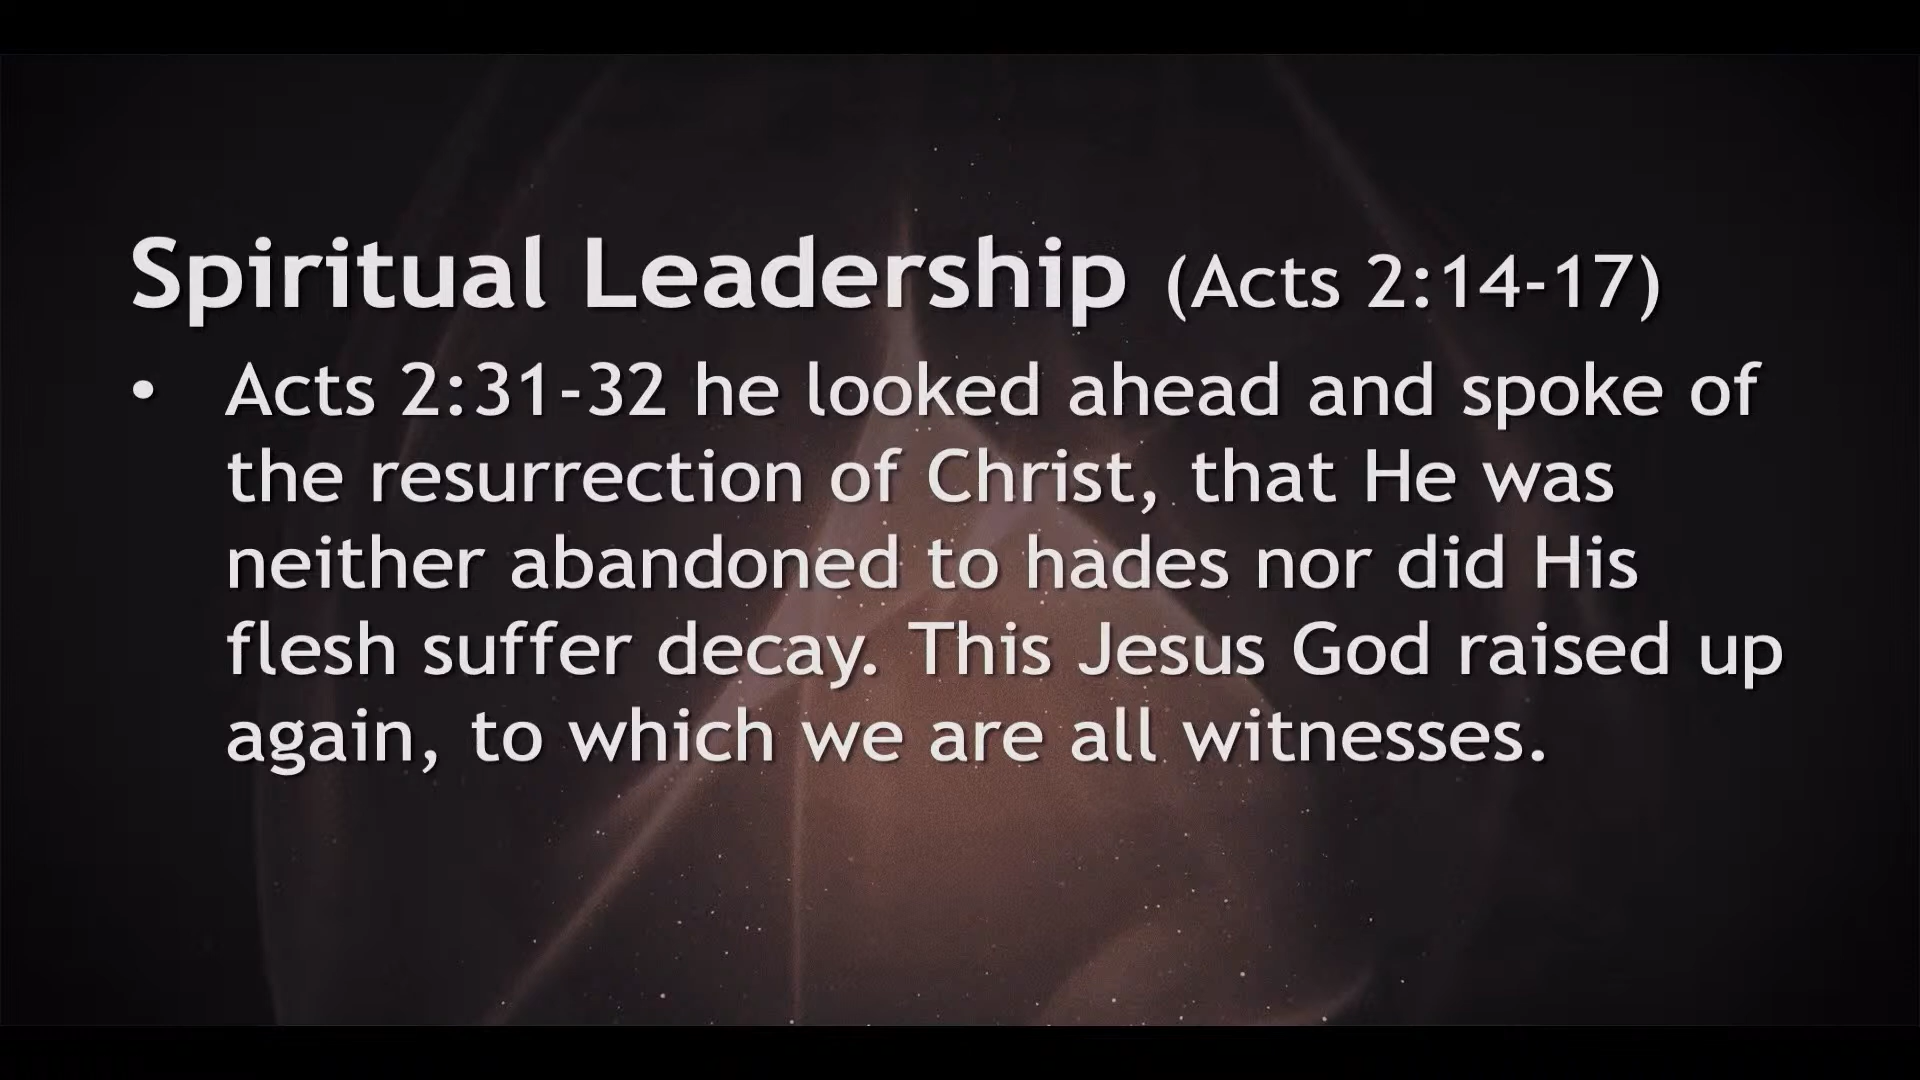 Spiritual Leadership (Acts 2:14-17)
• Acts 2:31-32 he looked ahead and spoke of
the resurrection of Christ, that He was
neither abandoned to hades nor did His
flesh suffer decay. This Jesus God raised up
again, to which we are all witnesses.